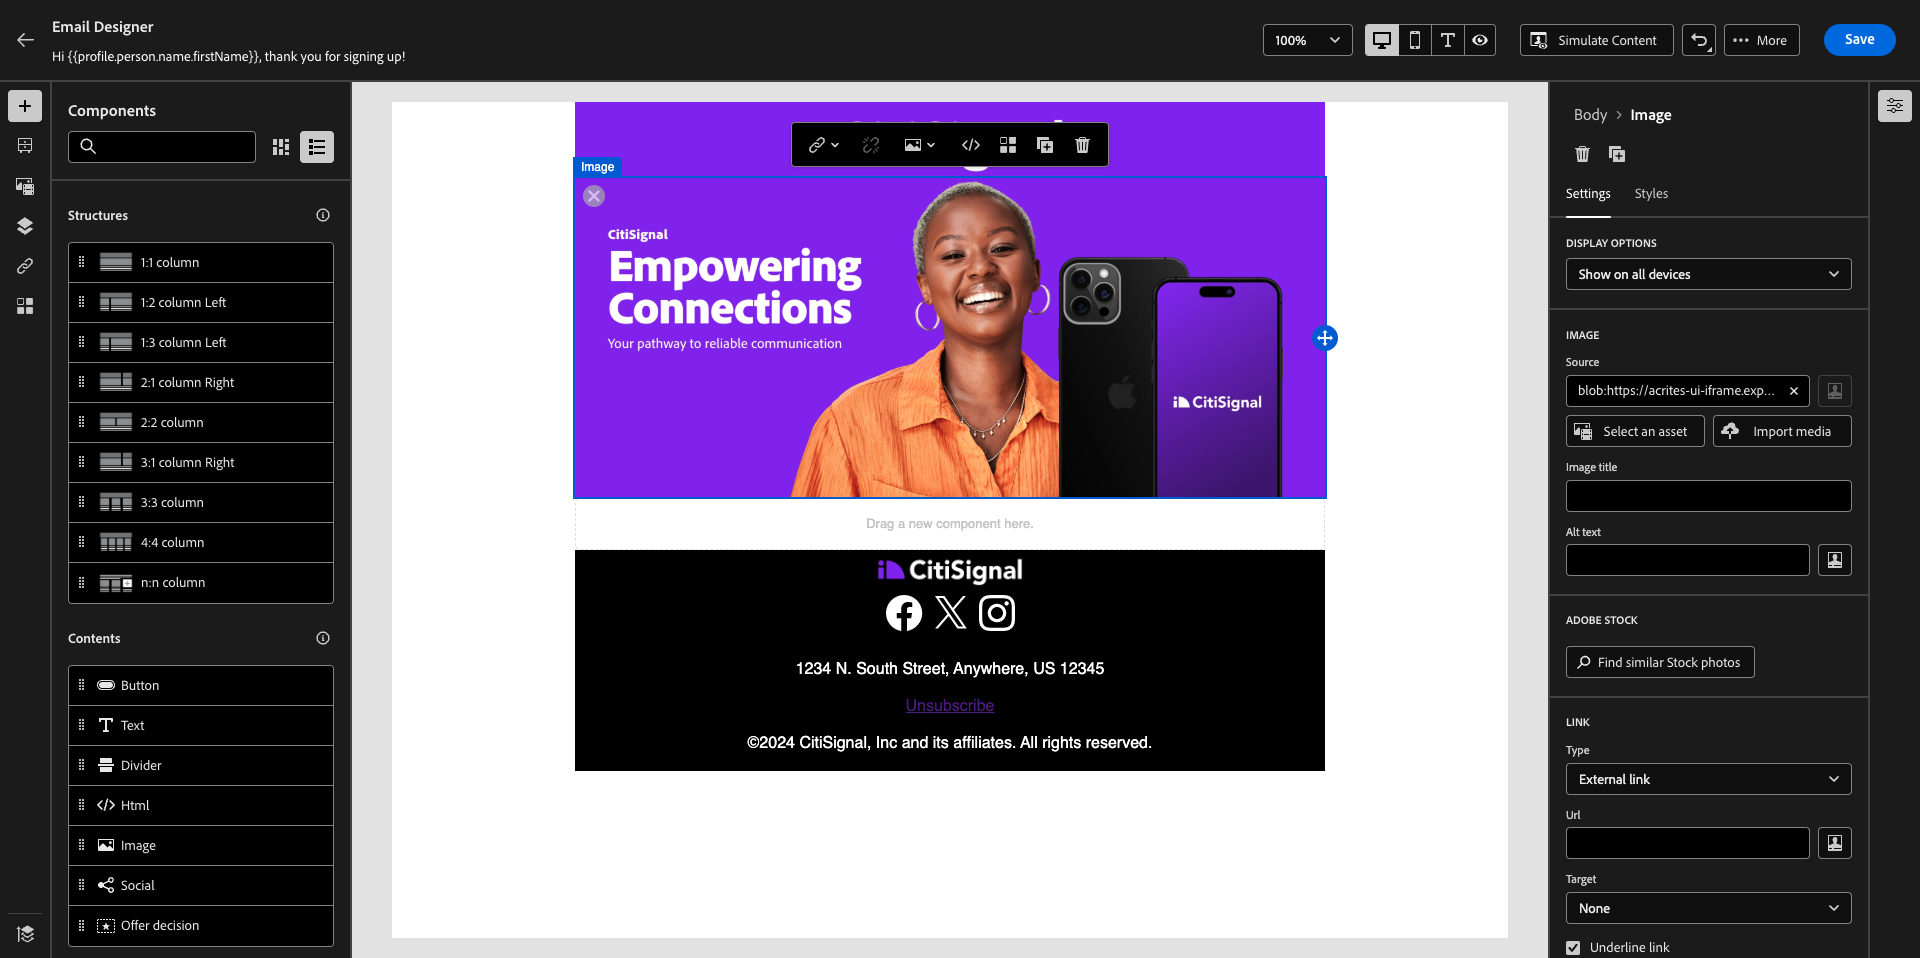 Email Designer
Hi {{profile.person.name.firstName}}, thank you for signing up!
100%
Simulate Content
More
Save
Components
Structures
1:1 column
1:2 column Left
1:3 column Left
2:1 column Right
2:2 column
3:1 column Right
3:3 column
4:4 column
n:n column
Contents
Button
Text
Divider
Html
Image
Social
Offer decision
Image
CitiSignal
Empowering
Connections
Your pathway to reliable communication
CitiSignal
Drag a new component here.
CitiSignal
1234 N. South Street, Anywhere, US 12345
Unsubscribe
©2024 CitiSignal, Inc and its affiliates. All rights reserved.
Body > Image
Settings
Styles
DISPLAY OPTIONS
Show on all devices
IMAGE
Source
blob:https://acrites-ui-iframe.exp...
Select an asset
Import media
Image title
Alt text
ADOBE STOCK
Find similar Stock photos
LINK
Type
External link
Url
Target
None
Underline link